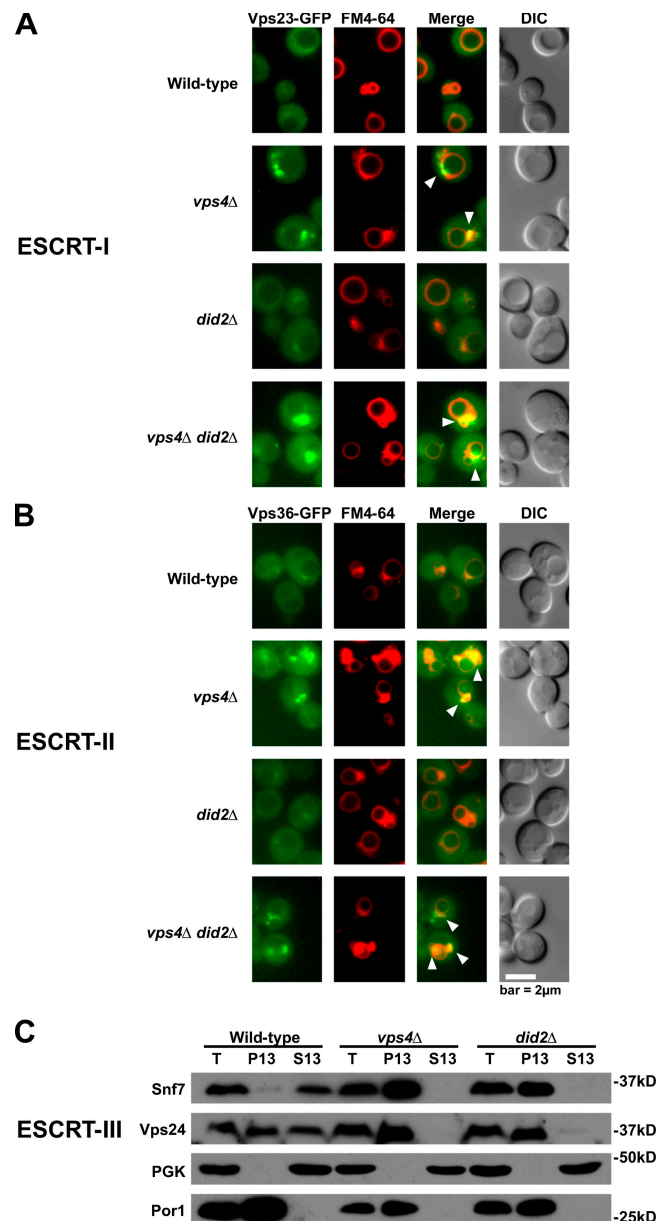 A
Vps23-GFP FM4-64 Merge DIC
Wild-type
vps4Δ
ESCRT-I
did2Δ
vps4Δ did2Δ
B
Vps36-GFP FM4-64 Merge DIC
Wild-type
vps4Δ
ESCRT-II
did2Δ
vps4Δ did2Δ
bar = 2µm
C
Wild-type vps4Δ did2Δ
T P13 S13 T P13 S13 T P13 S13
Snf7 -37kD
ESCRT-III
Vps24 -37kD
PGK -50kD
Por1 -25kD